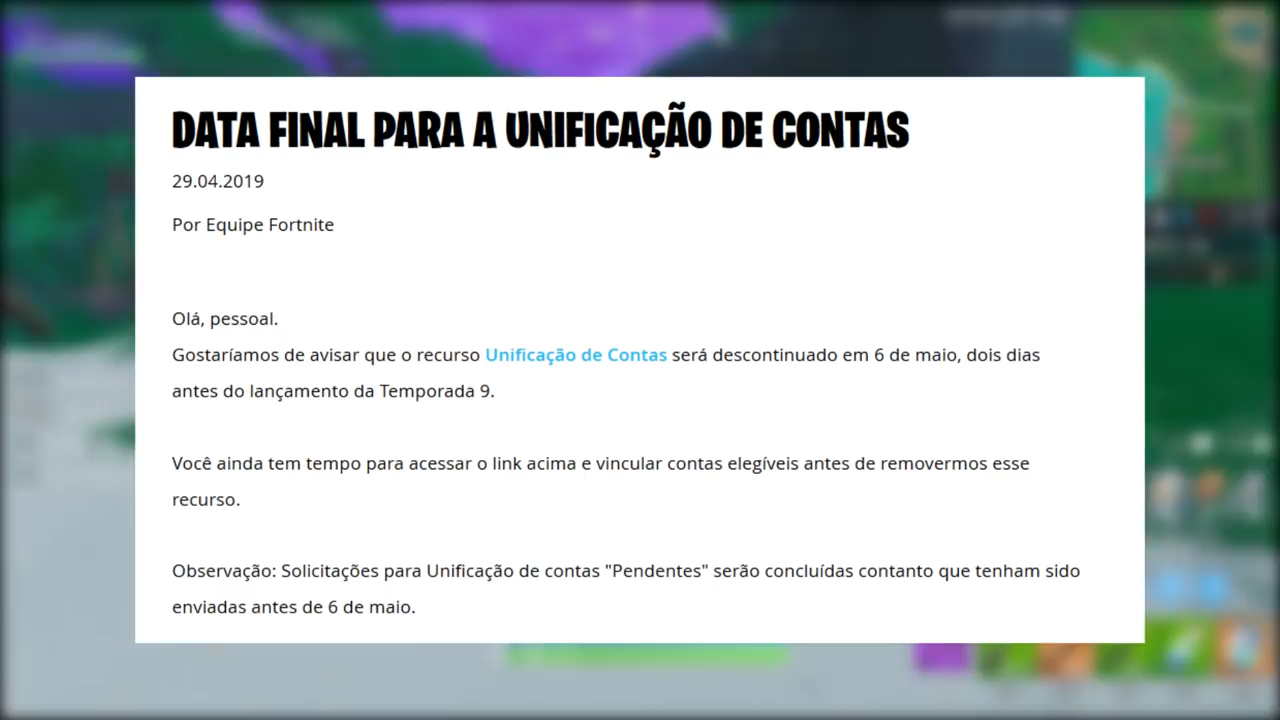 DATA FINAL PARA A UNIFICAÇÃO DE CONTAS
29.04.2019
Por Equipe Fortnite
Olá, pessoal.
Gostaríamos de avisar que o recurso Unificação de Contas será descontinuado em 6 de maio, dois dias
antes do lançamento da Temporada 9.
Você ainda tem tempo para acessar o link acima e vincular contas elegíveis antes de removermos esse
recurso.
Observação: Solicitações para Unificação de contas "Pendentes" serão concluídas contanto que tenham sido
enviadas antes de 6 de maio.